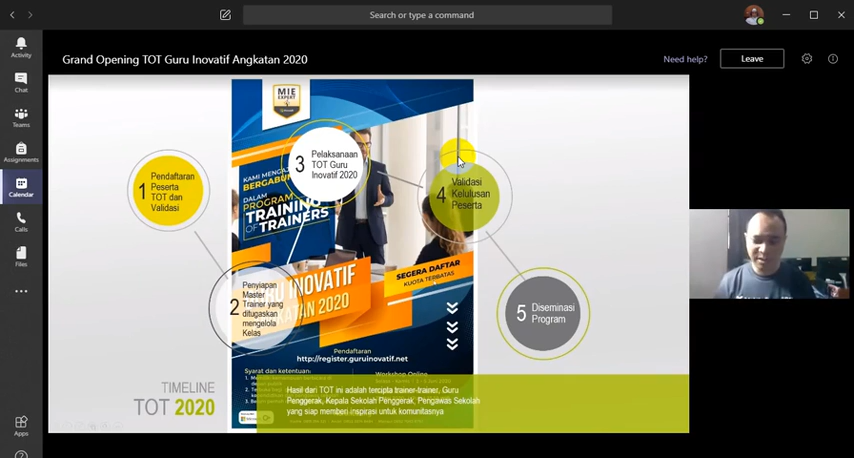 Search or type a command
Activity
Chat
Teams
Assignments
Calendar
Calls
Files
Apps
Grand Opening TOT Guru Inovatif Angkatan 2020
Need help?
Leave
MIE
EXPERT
1
Pendaftaran
Peserta
TOT dan
Validasi
2
Penyiapan
Master
Trainer yang
ditugaskan
mengelola
Kelas
3
Pelaksanaan
TOT Guru
Inovatif 2020
4
Validasi
Kelulusan
Peserta
5
Diseminasi
Program
KAMI MENGA
BERGABU
DALAM
PROGRAM
TRAINING
OF TRAINERS
INOVATIF
2020
SEGERA DAFTAR
KUOTA TERBATAS
Pendaftaran
http://register.guruinovatif.net
Syarat dan ketentuan:
Workshop Online
TIMELINE
TOT 2020
Hasil dari TOT ini adalah tercipta trainer-trainer, Guru
Penggerak, Kepala Sekolah Penggerak, Pengawas Sekolah
yang siap memberi inspirasi untuk komunitasnya